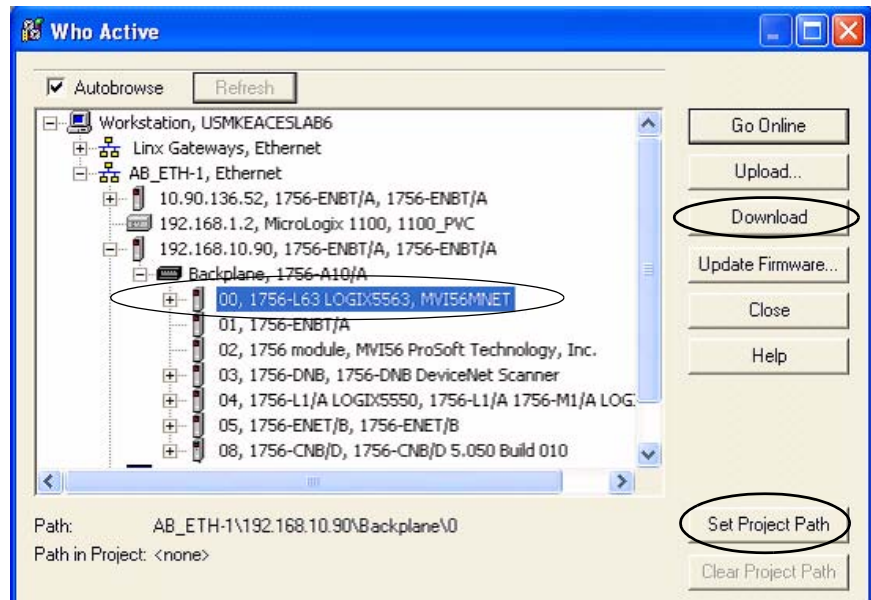 Who Active
Autobrowse
Refresh
Workstation, USMKEACESLAB6
Linx Gateways, Ethernet
AB_ETH-1, Ethernet
10.90.136.52, 1756-ENBT/A, 1756-ENBT/A
192.168.1.2, MicroLogix 1100, 1100_PVC
192.168.10.90, 1756-ENBT/A, 1756-ENBT/A
Backplane, 1756-A10/A
00, 1756-L63 LOGIX5563, MVI56MNET
01, 1756-ENBT/A
02, 1756 module, MVI56 ProSoft Technology, Inc.
03, 1756-DNB, 1756-DNB DeviceNet Scanner
04, 1756-L1/A LOGIX5550, 1756-L1/A 1756-M1/A LOG
05, 1756-ENET/B, 1756-ENET/B
08, 1756-CNB/D, 1756-CNB/D 5.050 Build 010
Go Online
Upload...
Download
Update Firmware...
Close
Help
Path: AB_ETH-1\192.168.10.90\Backplane\0
Path in Project: <none>
Set Project Path
Clear Project Path